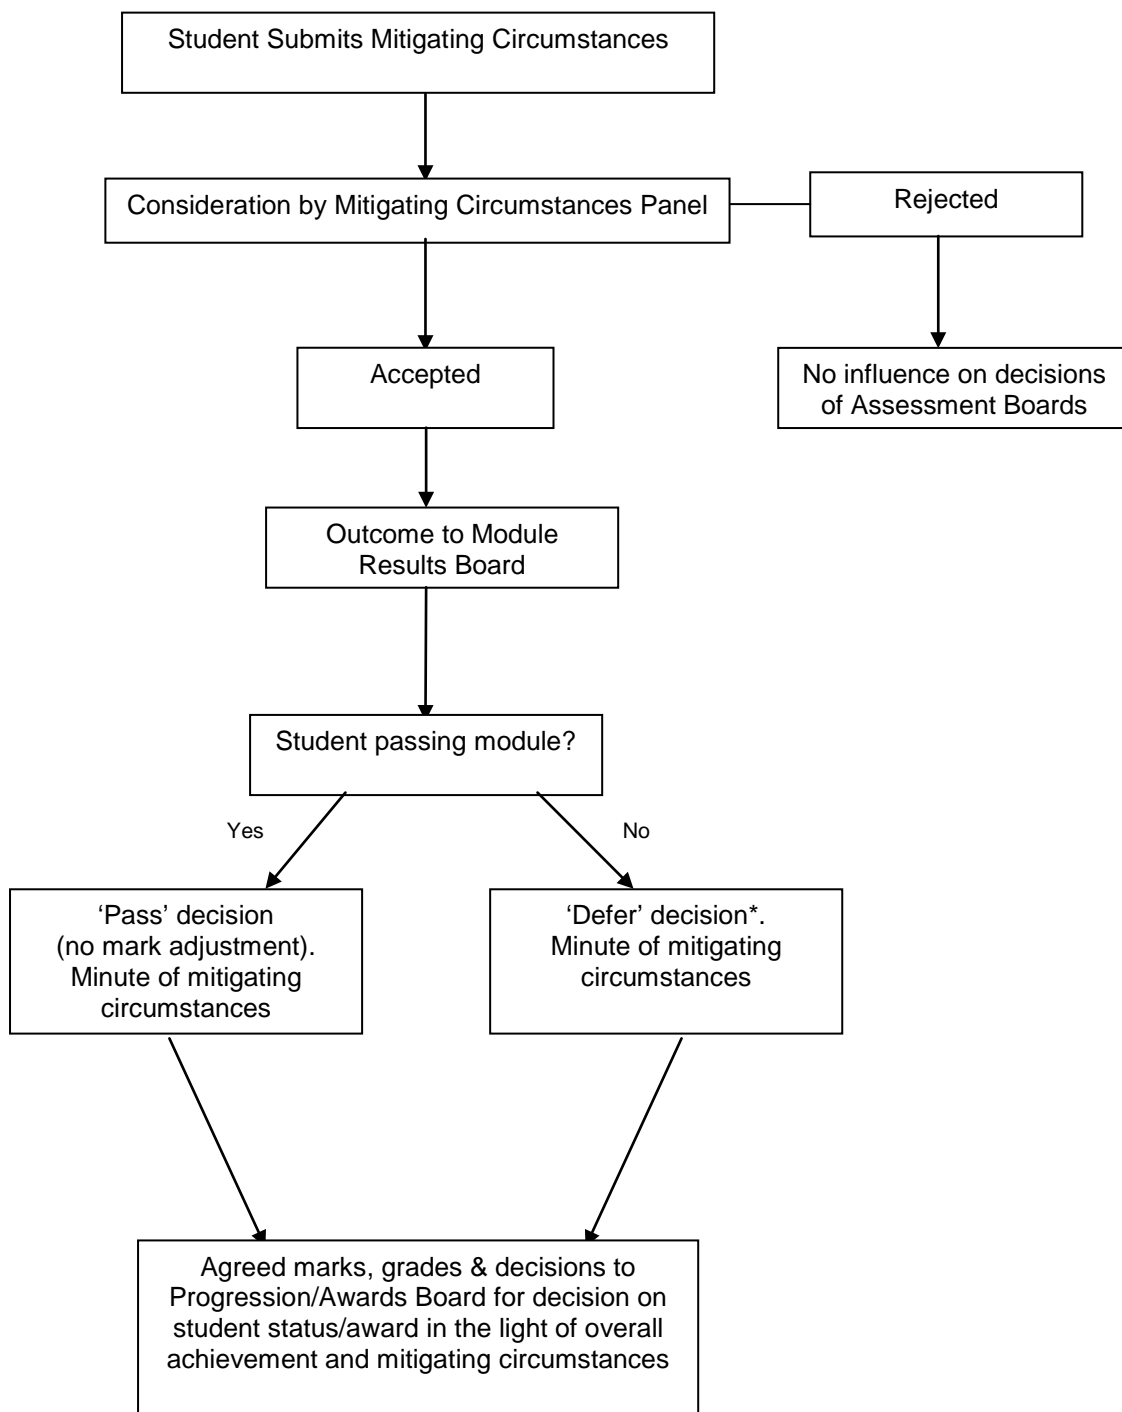 Student Submits Mitigating Circumstances
Consideration by Mitigating Circumstances Panel
Rejected
Accepted
No influence on decisions
of Assessment Boards
Outcome to Module
Results Board
Student passing module?
Yes
No
‘Pass’ decision
(no mark adjustment).
Minute of mitigating
circumstances
‘Defer’ decision*.
Minute of mitigating
circumstances
Agreed marks, grades & decisions to
Progression/Awards Board for decision on
student status/award in the light of overall
achievement and mitigating circumstances